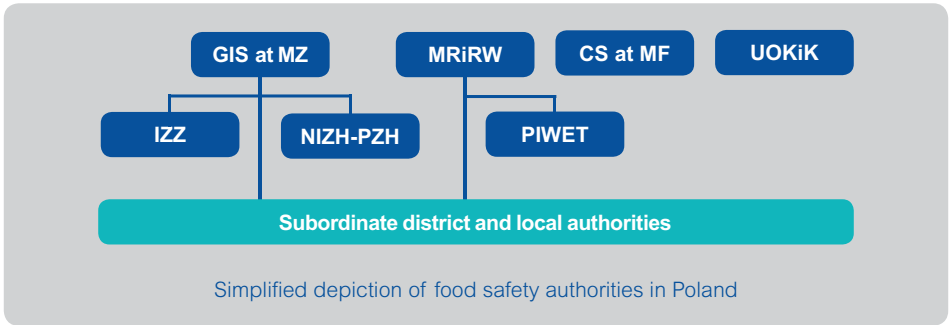 GIS at MZ
MRiRW
CS at MF
UOKiK
IZZ
NIZH-PZH
PIWET
Subordinate district and local authorities
Simplified depiction of food safety authorities in Poland